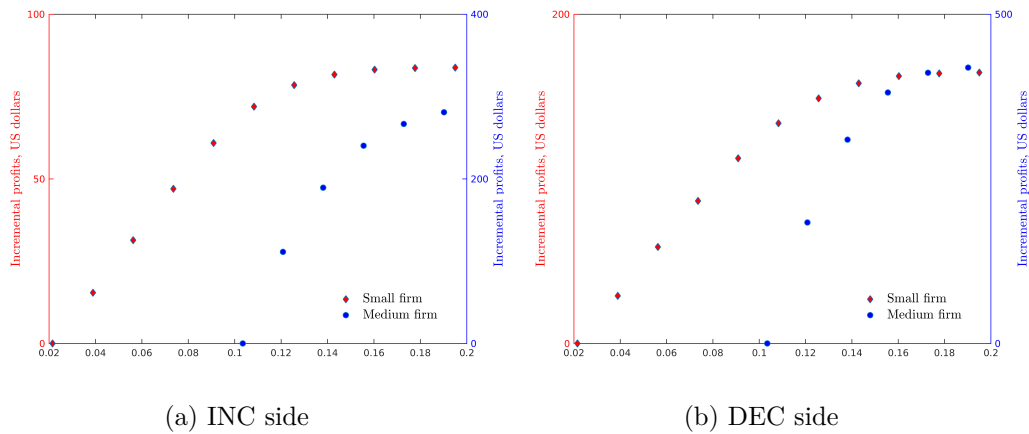 100
50
0
Incremental profits, US dollars
400
200
0
Incremental profits, US dollars
0.02 0.04 0.06 0.08 0.1 0.12 0.14 0.16 0.18 0.2
Small firm
Medium firm
(a) INC side
200
0
Incremental profits, US dollars
500
0
Incremental profits, US dollars
0.02 0.04 0.06 0.08 0.1 0.12 0.14 0.16 0.18 0.2
Small firm
Medium firm
(b) DEC side